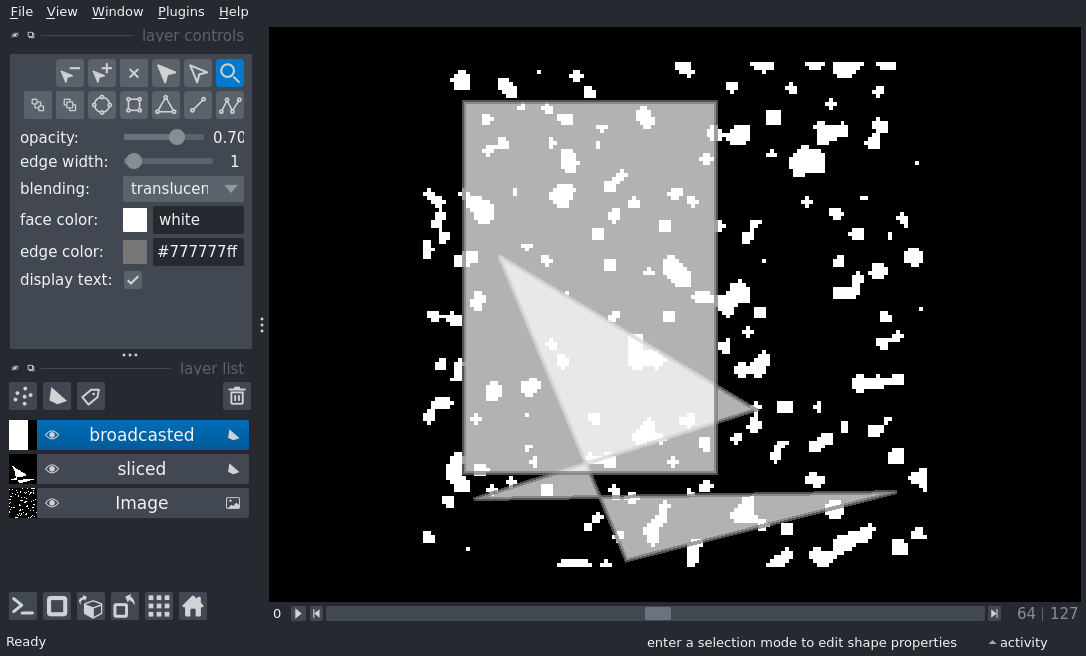 File View Window Plugins Help
layer controls
opacity: 0.70
edge width: 1
blending: translucen
face color: white
edge color: #777777ff
display text:
layer list
broadcasted
sliced
Image
0 64 | 127
Ready enter a selection mode to edit shape properties activity